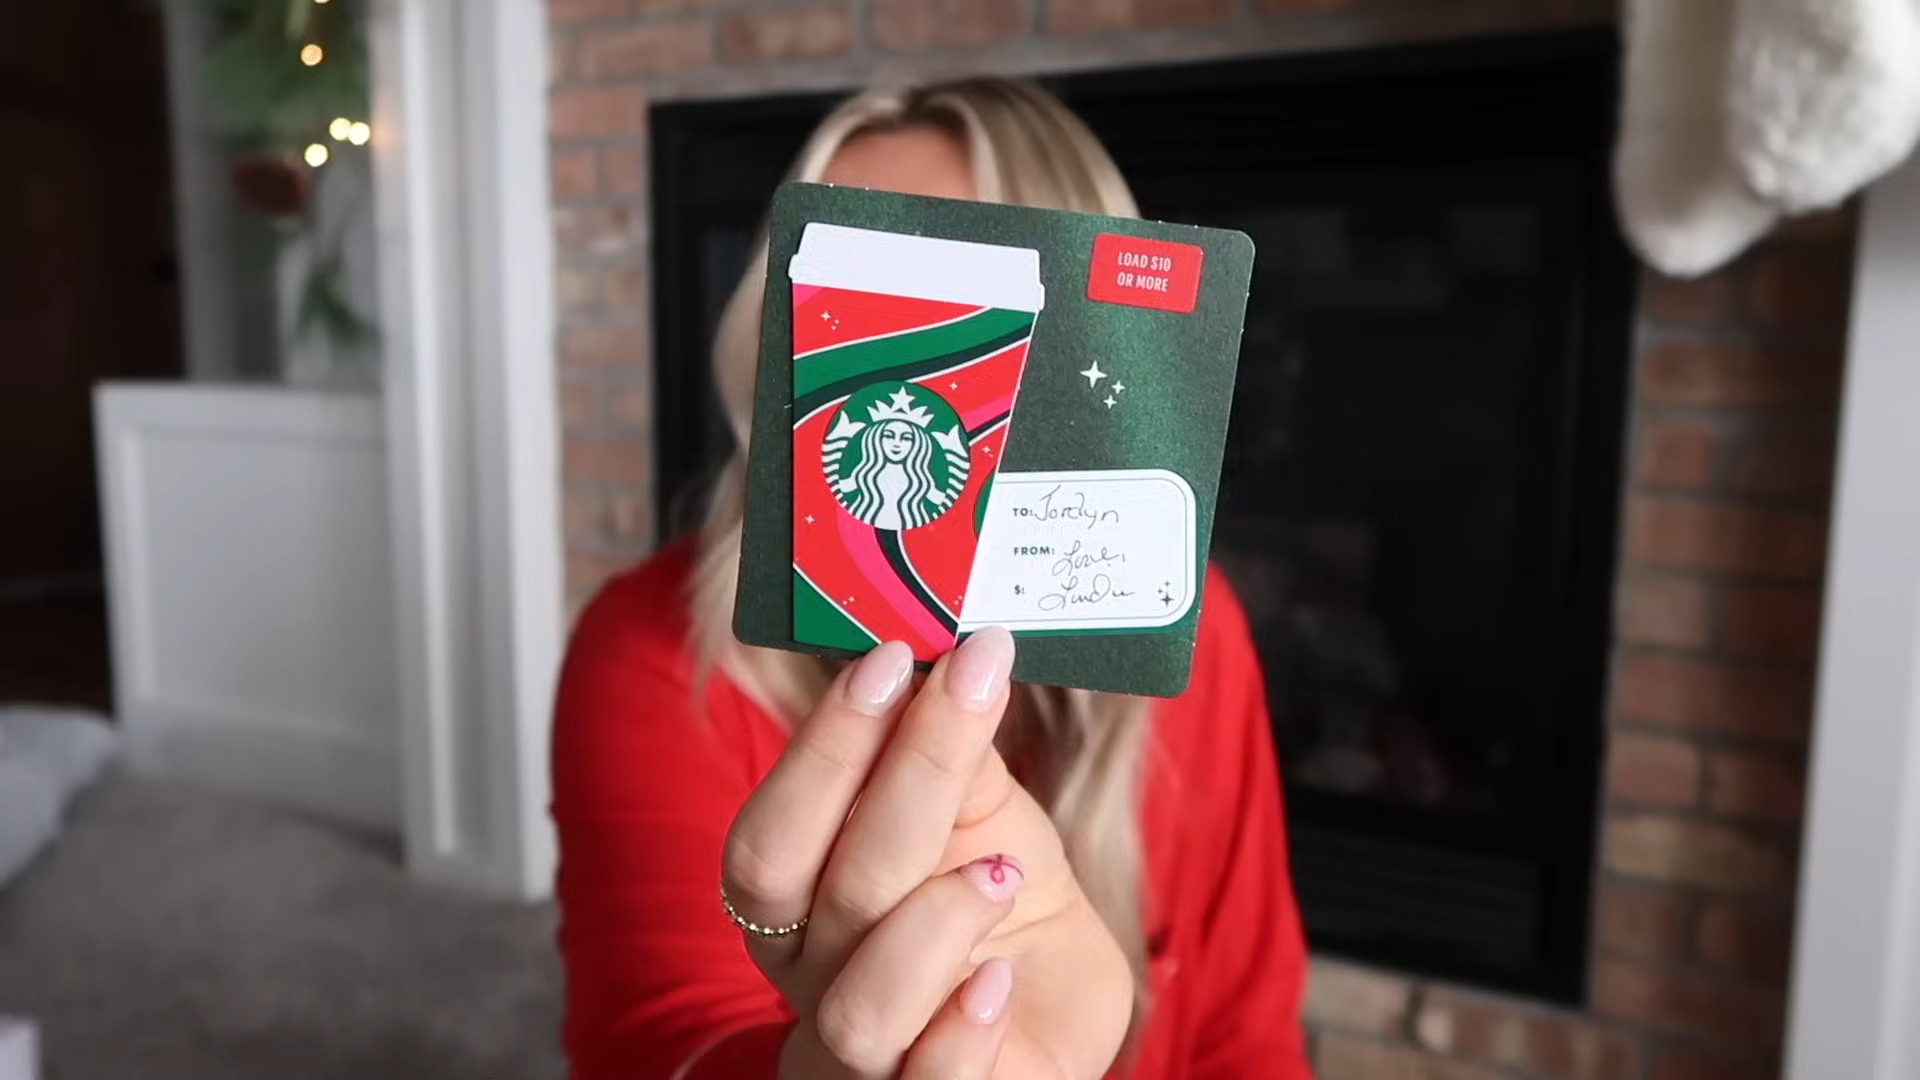 LOAD $10
OR MORE
TO: Jordyn
FROM: Love,
$: Linda